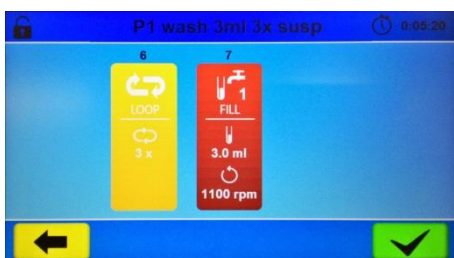 P1 wash 3ml 3x susp
0:05:20
6
7
LOOP
3 x
1
FILL
3.0 ml
1100 rpm